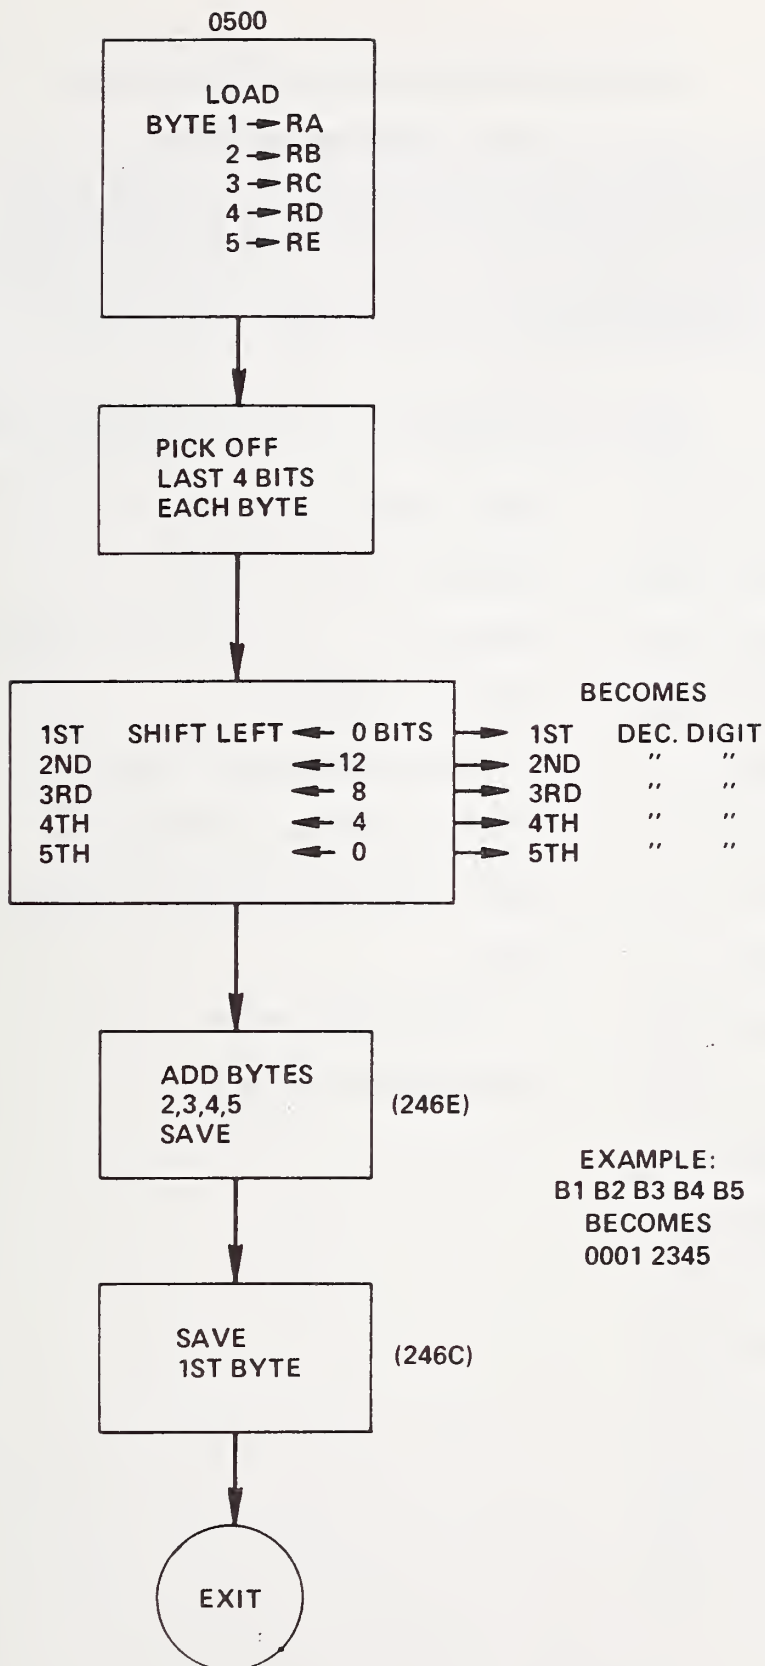 0500
LOAD
BYTE 1 → RA
2 → RB
3 → RC
4 → RD
5 → RE
PICK OFF
LAST 4 BITS
EACH BYTE
BECOMES
1ST SHIFT LEFT ← 0 BITS → 1ST DEC. DIGIT
2ND ← 12 → 2ND " "
3RD ← 8 → 3RD " "
4TH ← 4 → 4TH " "
5TH ← 0 → 5TH " "
ADD BYTES
2,3,4,5 (246E)
SAVE
EXAMPLE:
B1 B2 B3 B4 B5
BECOMES
0001 2345
SAVE
1ST BYTE (246C)
EXIT